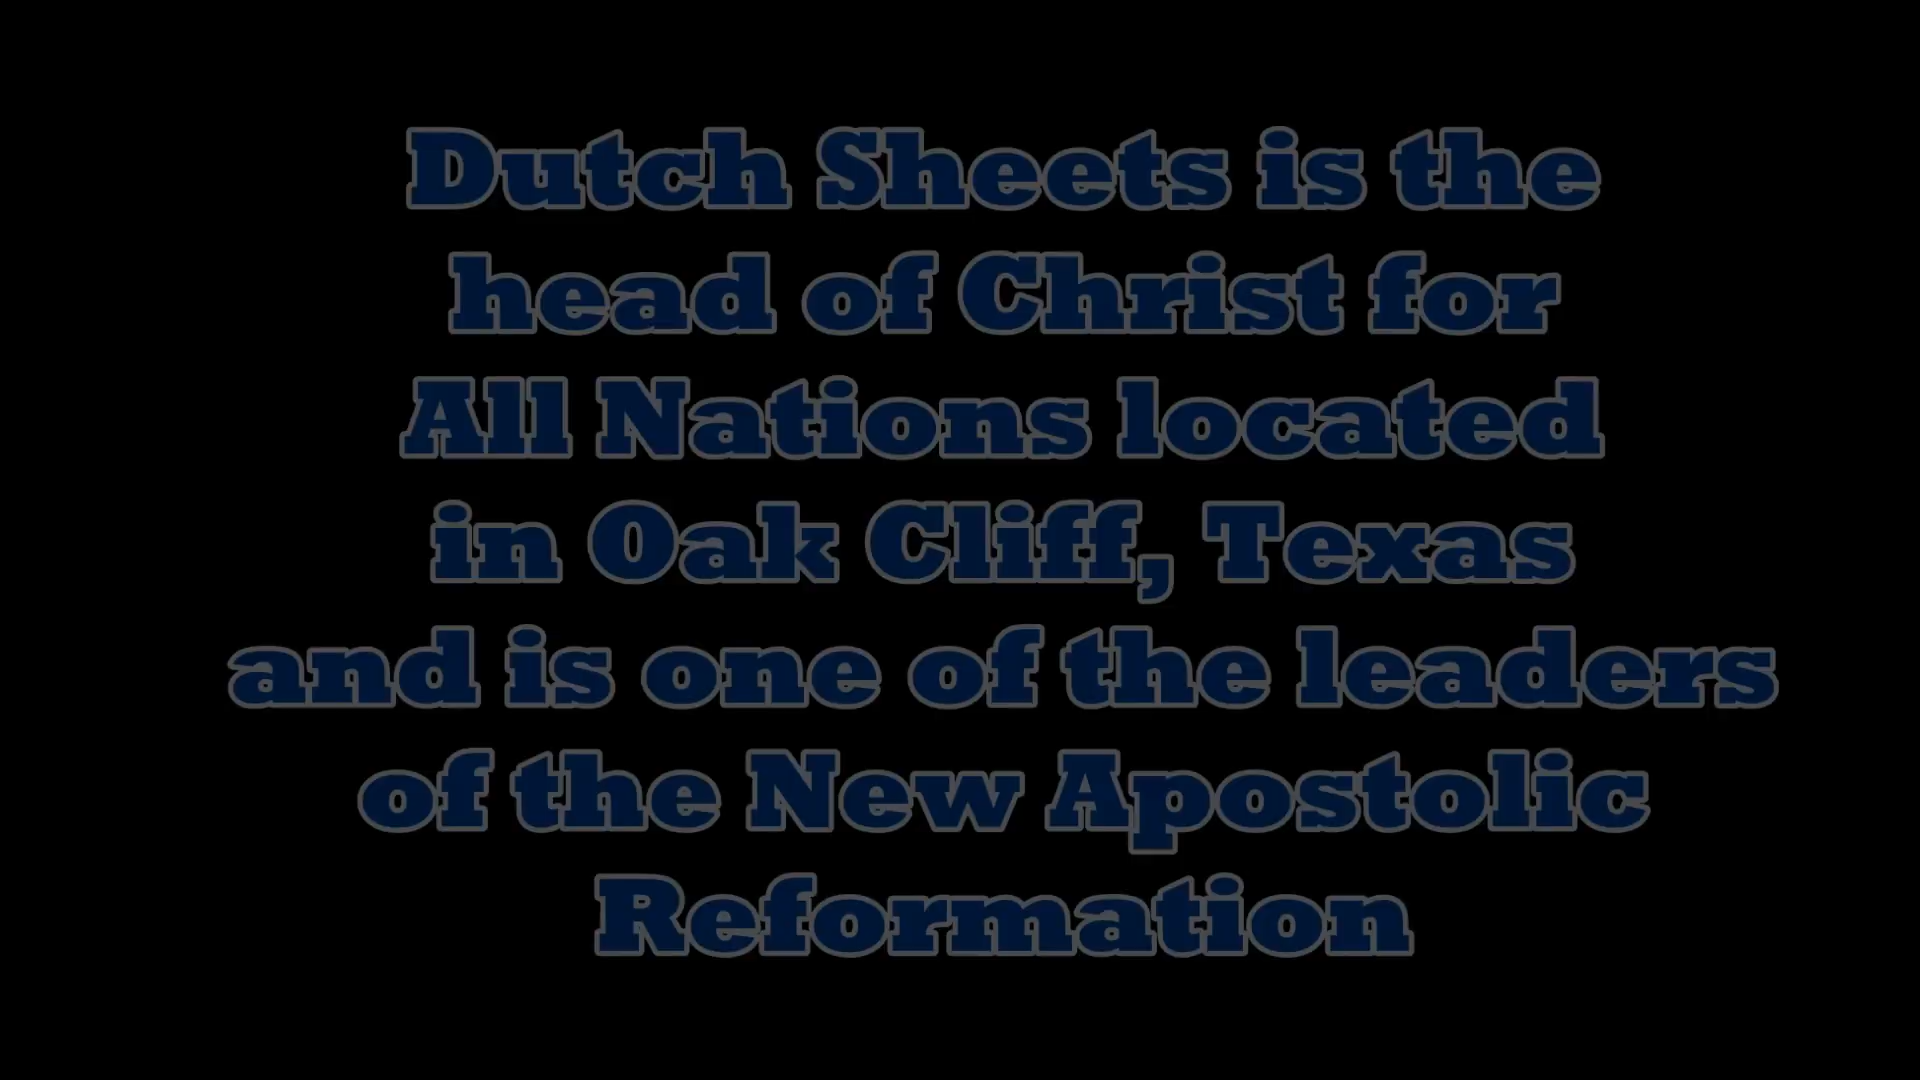 Dutch Sheets is the
head of Christ for
All Nations located
in Oak Cliff, Texas
and is one of the leaders
of the New Apostolic
Reformation